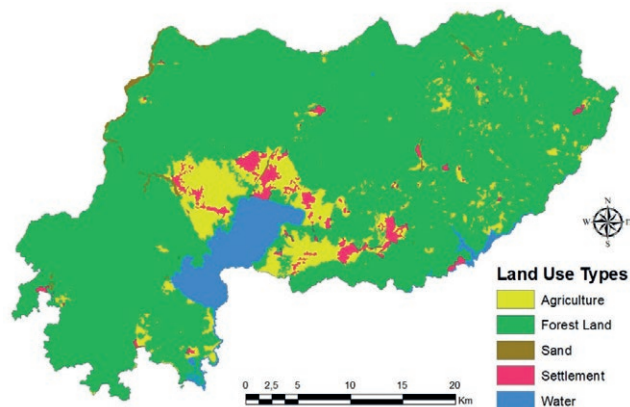 N
W E
S
Land Use Types
Agriculture
Forest Land
Sand
Settlement
Water
0 2,5 5 10 15 20
Km